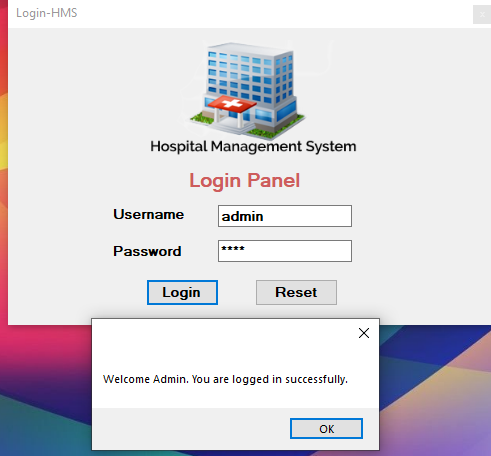 Login-HMS
x
Hospital Management System
Login Panel
Username admin
Password ****
Login Reset
Welcome Admin. You are logged in successfully.
OK